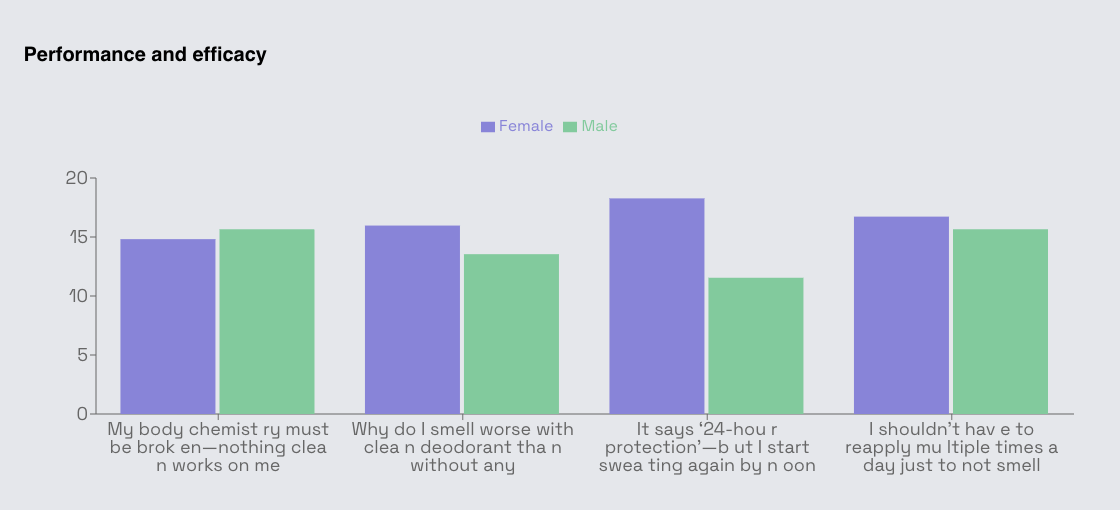 Performance and efficacy
Female Male
20
15
10
5
0
My body chemist ry must
be brok en—nothing clea
n works on me
Why do I smell worse with
clea n deodorant tha n
without any
It says ‘24-hou r
protection’—b ut I start
swea ting again by n oon
I shouldn’t hav e to
reapply mu ltiple times a
day just to not smell